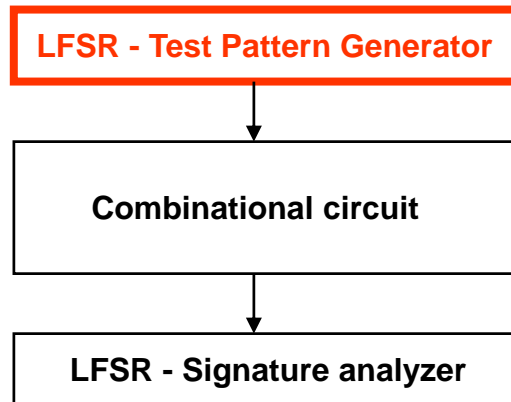 LFSR - Test Pattern Generator
Combinational circuit
LFSR - Signature analyzer